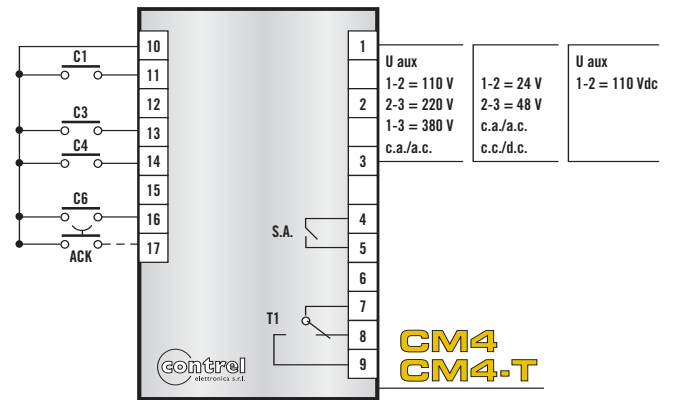 C1
C3
C4
C6
ACK
10
11
12
13
14
15
16
17
1
2
3
4
5
6
7
8
9
S.A.
T1
contrel
elettronica s.r.l.
U aux
1-2 = 110 V
2-3 = 220 V
1-3 = 380 V
c.a./a.c.
1-2 = 24 V
2-3 = 48 V
c.a./a.c.
c.c./d.c.
U aux
1-2 = 110 Vdc
CM4
CM4-T